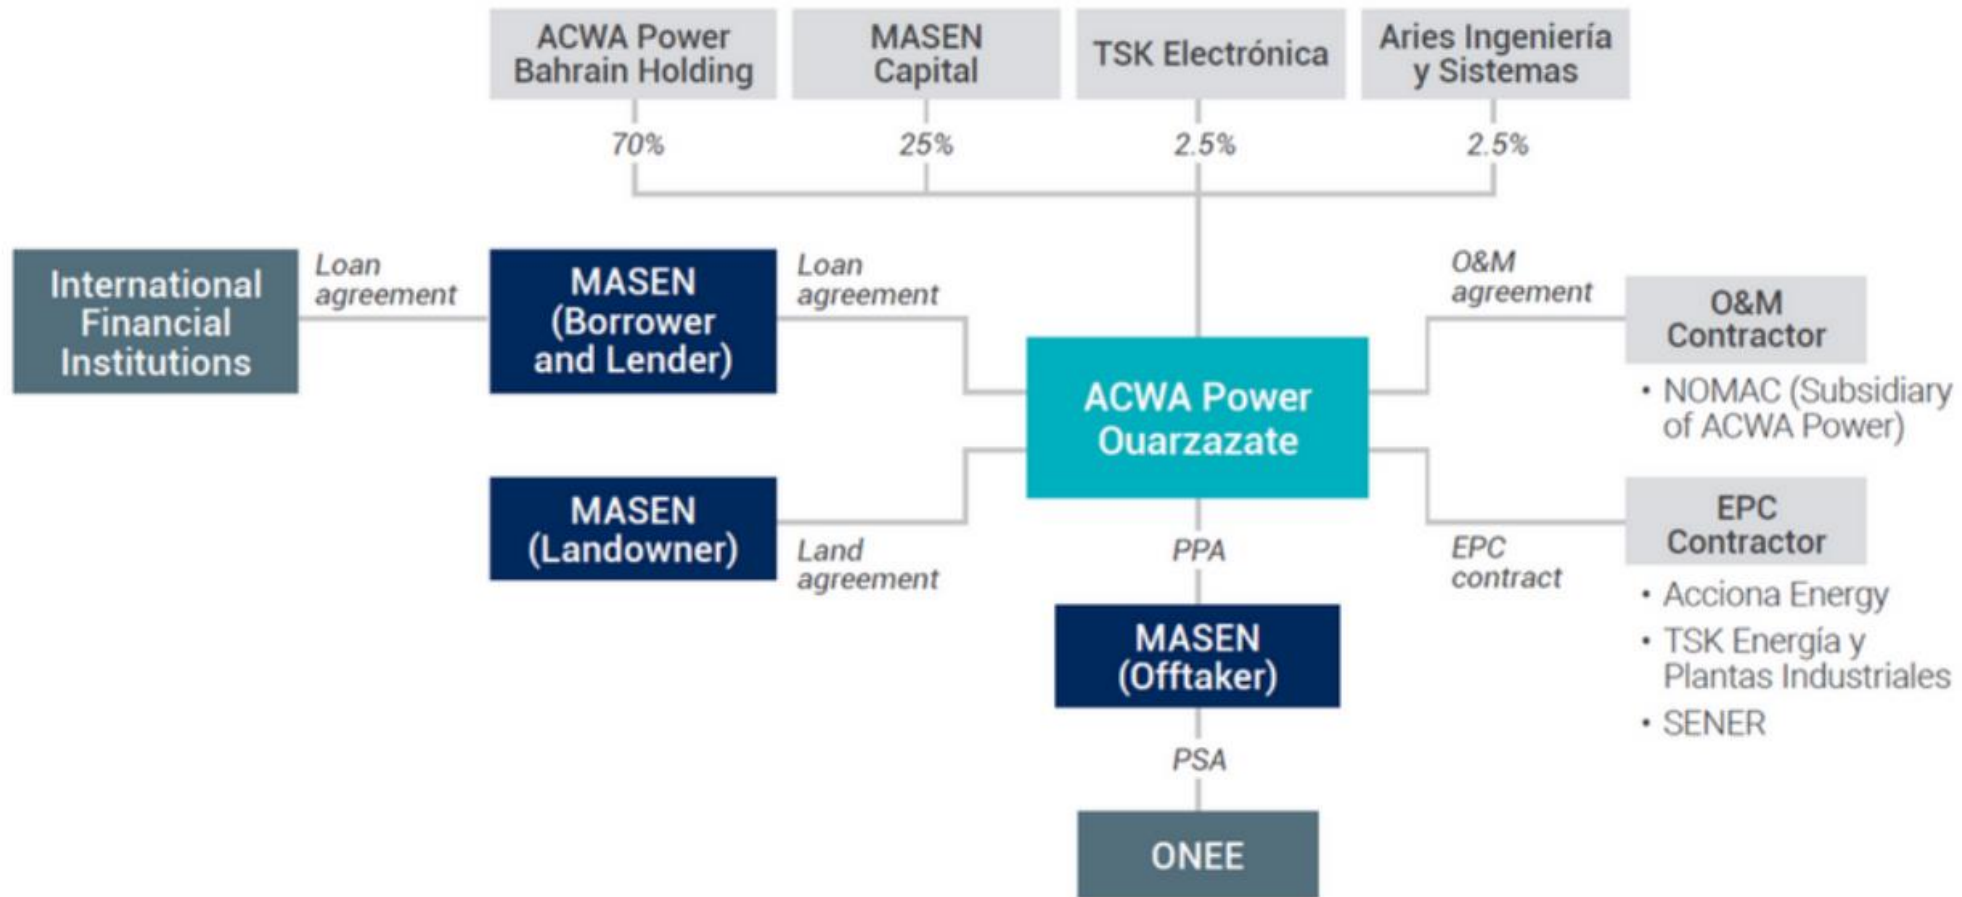 ACWA Power
Bahrain Holding
MASEN
Capital
TSK Electrónica
Aries Ingeniería
y Sistemas
70%
25%
2.5%
2.5%
International
Financial
Institutions
Loan
agreement
MASEN
(Borrower
and Lender)
Loan
agreement
MASEN
(Landowner)
Land
agreement
ACWA Power
Ouarzazate
O&M
agreement
O&M
Contractor
• NOMAC (Subsidiary
of ACWA Power)
EPC
contract
EPC
Contractor
• Acciona Energy
• TSK Energía y
Plantas Industriales
• SENER
PPA
MASEN
(Offtaker)
PSA
ONEE